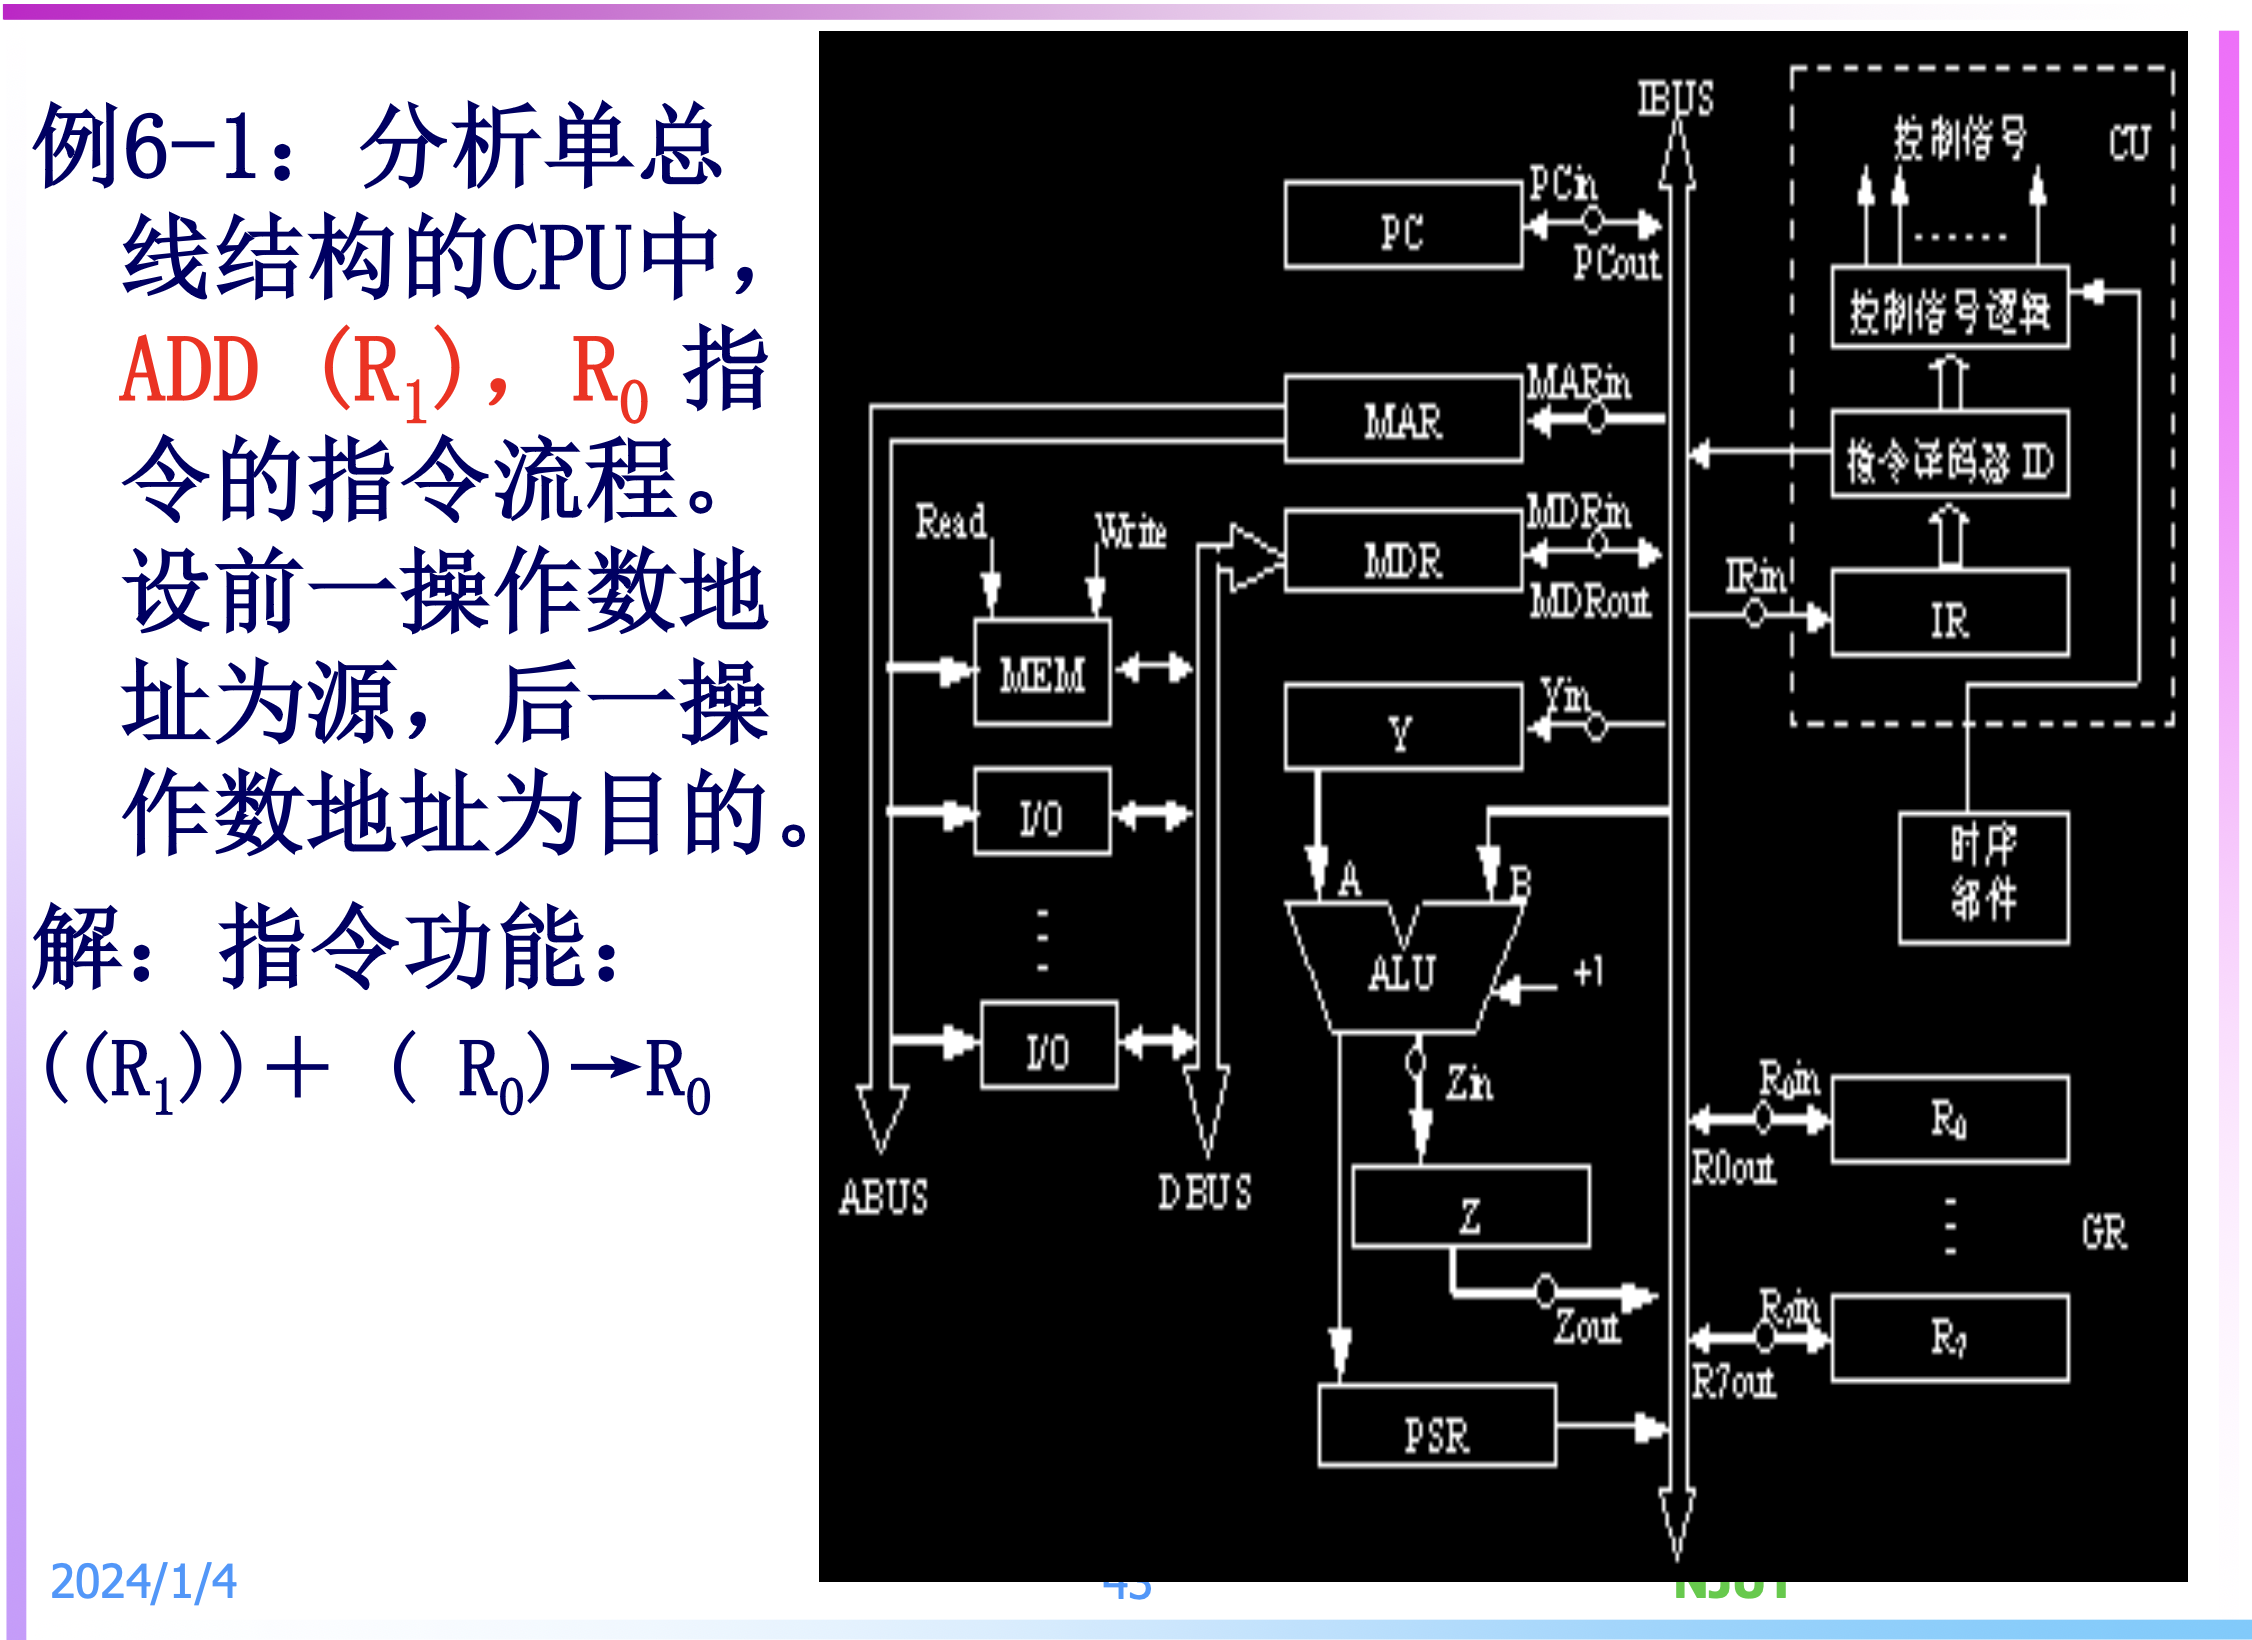 例6-1：分析单总
线结构的CPU中，
ADD （R1），R0 指
令的指令流程。
设前一操作数地
址为源，后一操
作数地址为目的。
解：指令功能：
((R1))＋ ( R0)→R0
IBUS
控制信号
CU
PCin
PC
PCout
控制信号逻辑
MARin
MAR
指令译码器 ID
Read
Write
MDRin
MDR
MDRout
IRin
IR
MEM
Yin
Y
I/O
时序
部件
A
B
ALU
+1
I/O
Zin
R0in
R0
R0out
ABUS
DBUS
Z
GR
Zout
R7in
R7
R7out
PSR
2024/1/4